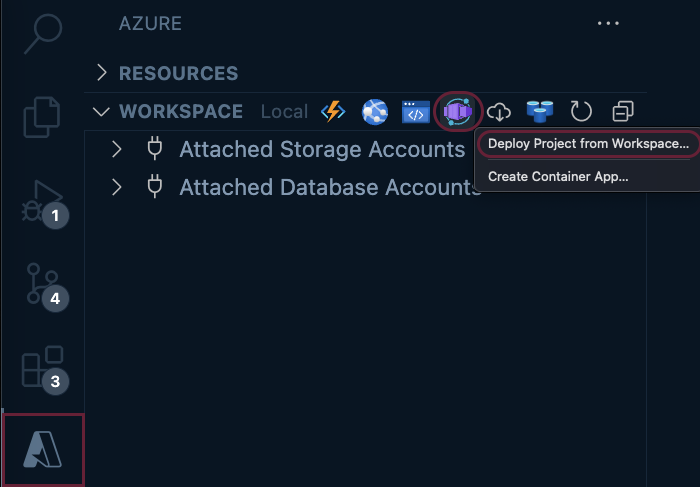 AZURE
RESOURCES
WORKSPACE Local
Deploy Project from Workspace...
Attached Storage Accounts
Create Container App...
Attached Database Accounts
1
4
3